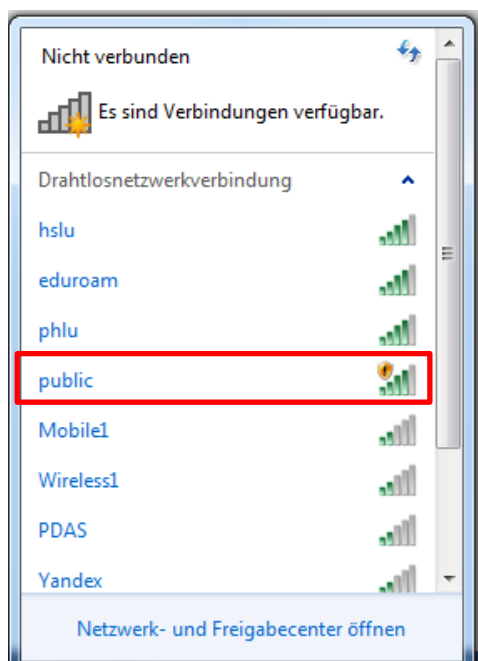 Nicht verbunden
Es sind Verbindungen verfügbar.
Drahtlosnetzwerkverbindung
hslu
eduroam
phlu
public
Mobile1
Wireless1
PDAS
Yandex
Netzwerk- und Freigabecenter öffnen